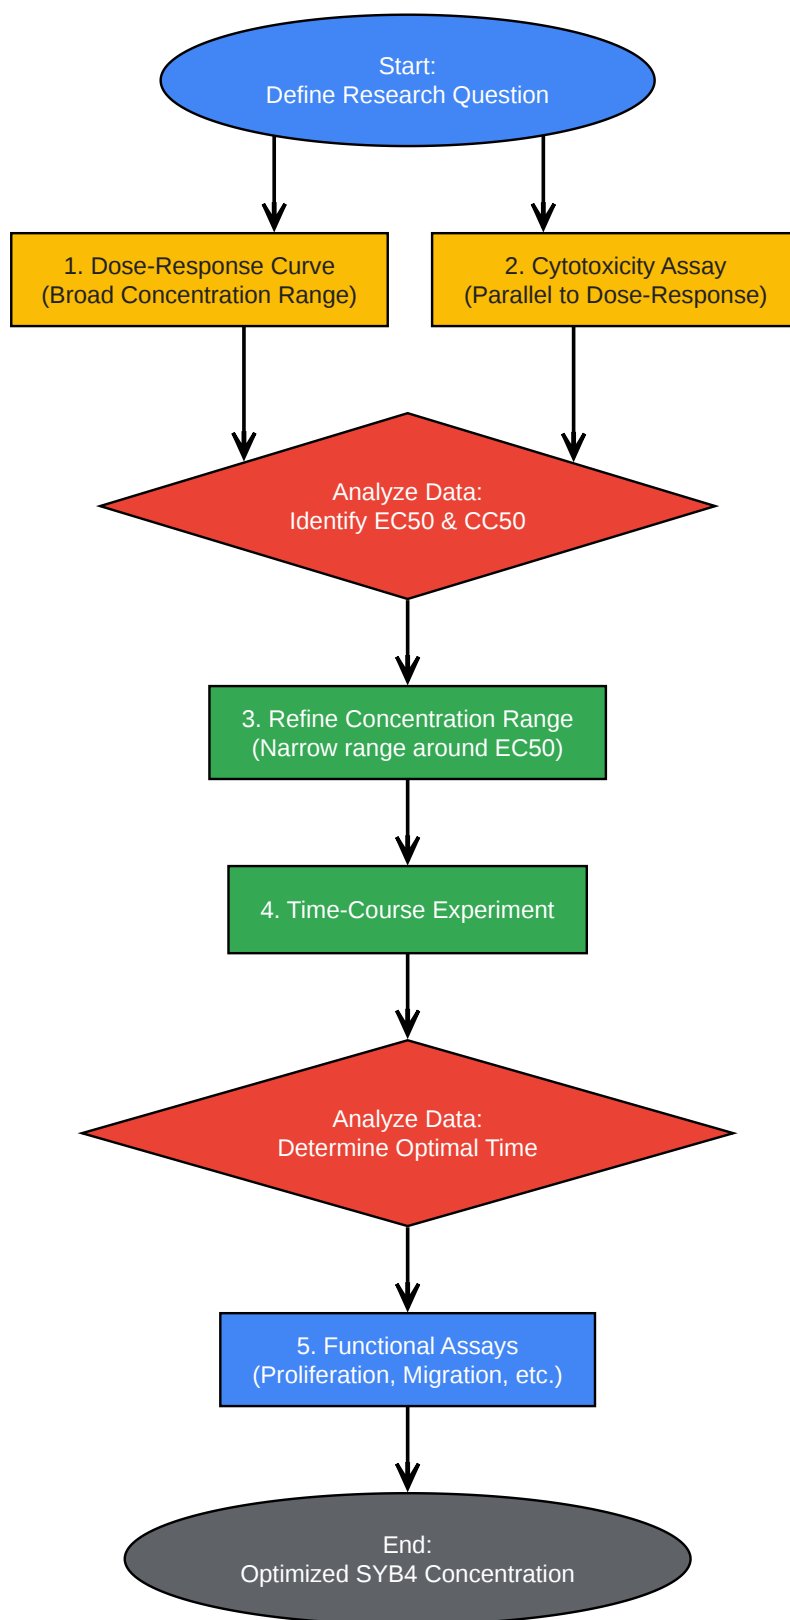 Start:
Define Research Question
1. Dose-Response Curve
(Broad Concentration Range)
2. Cytotoxicity Assay
(Parallel to Dose-Response)
Analyze Data:
Identify EC50 & CC50
3. Refine Concentration Range
(Narrow range around EC50)
4. Time-Course Experiment
Analyze Data:
Determine Optimal Time
5. Functional Assays
(Proliferation, Migration, etc.)
End:
Optimized SYB4 Concentration